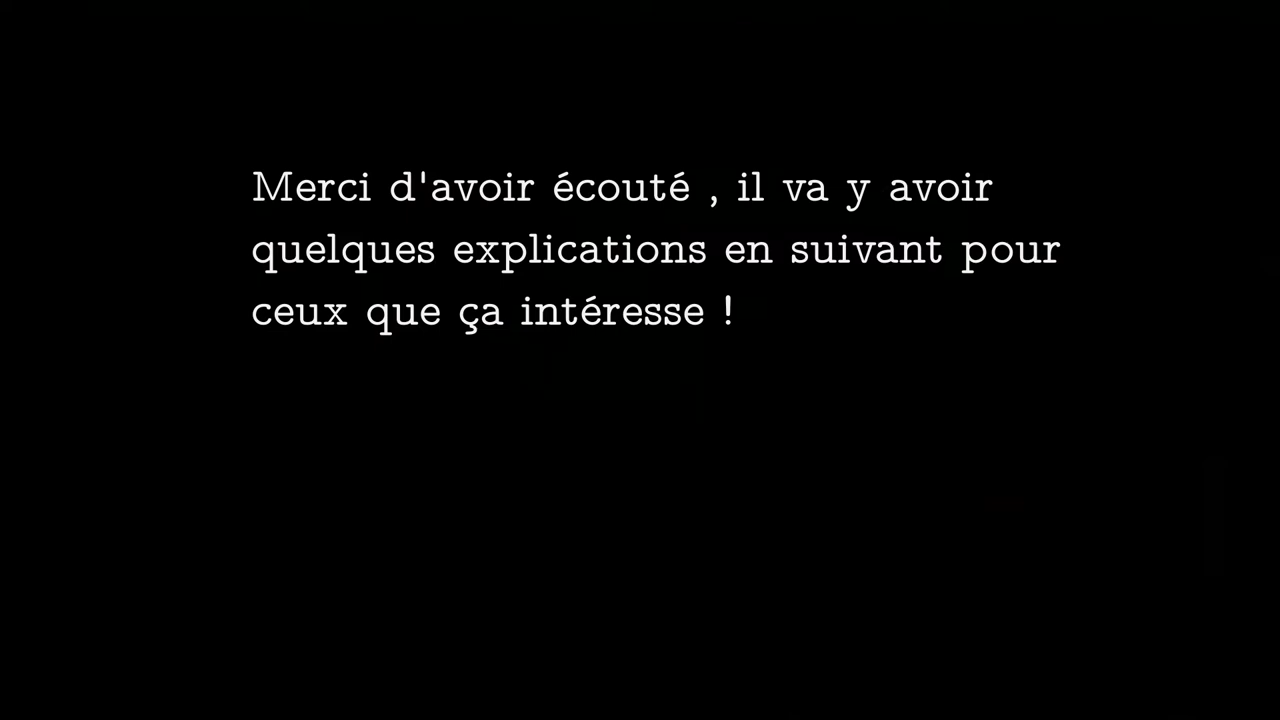 Merci d'avoir écouté , il va y avoir
quelques explications en suivant pour
ceux que ça intéresse !